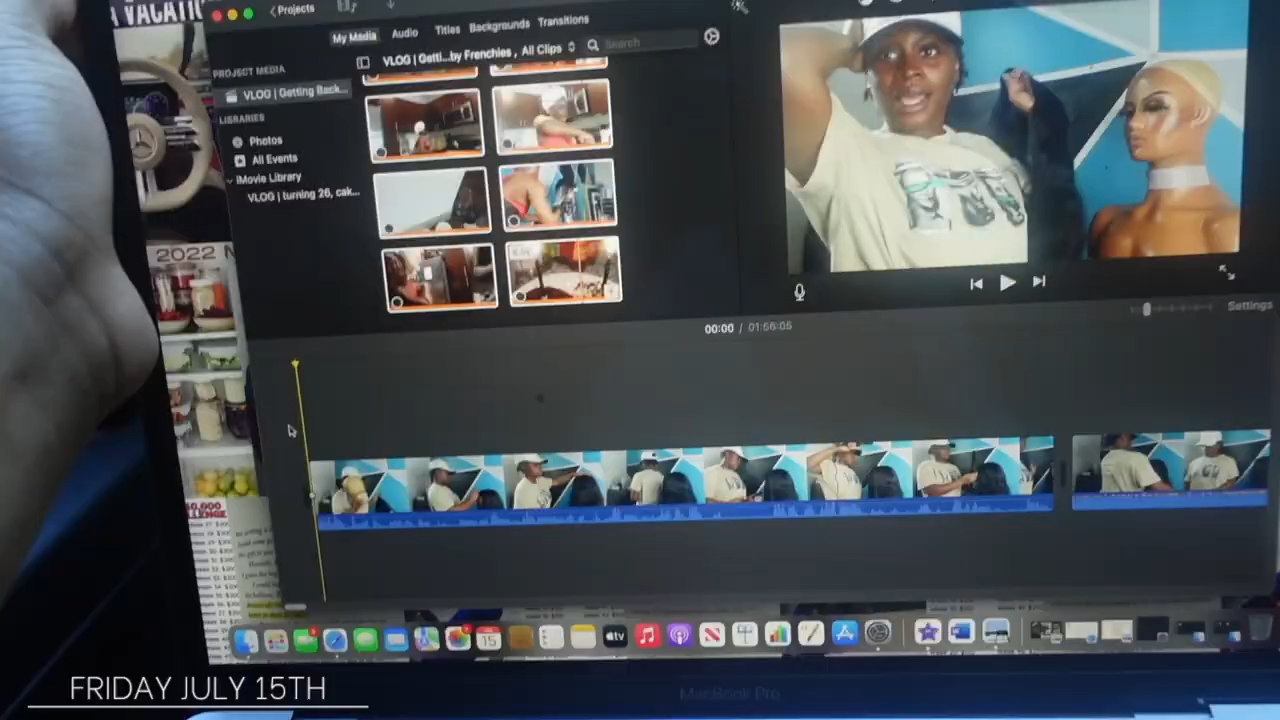 A VACATI
Projects
My Media
Audio
Titles
Backgrounds
Transitions
VLOG | Getti...by Frenchies , All Clips
Search
PROJECT MEDIA
VLOG | Getting Back...
LIBRARIES
Photos
All Events
iMovie Library
VLOG | turning 26, cak...
2022
00:00 / 01:56:05
Settings
15
tv
MacBook Pro
FRIDAY JULY 15TH